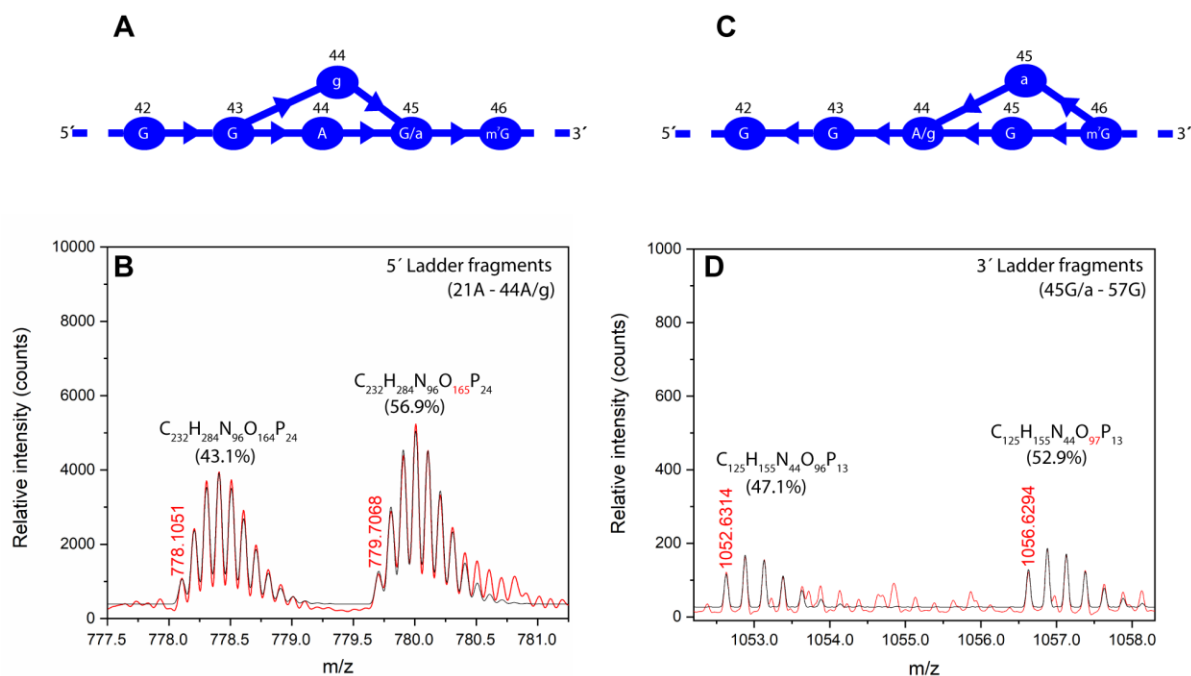 A
44
g
42 43 44 45 46
5´ G G A G/a m⁷G 3´
C
45
a
42 43 44 45 46
5´ G G A/g G m⁷G 3´
B
5´ Ladder fragments
(21A - 44A/g)
C₂₃₂H₂₈₄N₉₆O₁₆₅P₂₄
(56.9%)
C₂₃₂H₂₈₄N₉₆O₁₆₄P₂₄
(43.1%)
778.1051
779.7068
Relative intensity (counts)
10000
8000
6000
4000
2000
0
777.5 778.0 778.5 779.0 779.5 780.0 780.5 781.0
m/z
D
3´ Ladder fragments
(45G/a - 57G)
C₁₂₅H₁₅₅N₄₄O₉₇P₁₃
(52.9%)
C₁₂₅H₁₅₅N₄₄O₉₆P₁₃
(47.1%)
1052.6314
1056.6294
Relative intensity (counts)
1000
800
600
400
200
0
1053.0 1054.0 1055.0 1056.0 1057.0 1058.0
m/z